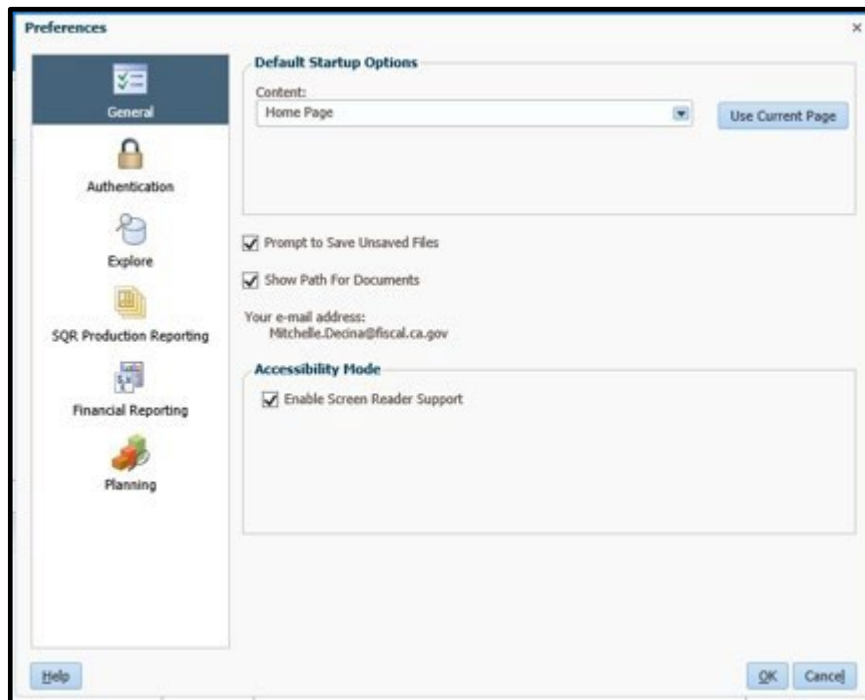 Preferences
General
Authentication
Explore
SQR Production Reporting
Financial Reporting
Planning
Default Startup Options
Content:
Home Page
Use Current Page
Prompt to Save Unsaved Files
Show Path For Documents
Your e-mail address:
Mitchelle.Decina@fiscal.ca.gov
Accessibility Mode
Enable Screen Reader Support
Help
OK
Cancel